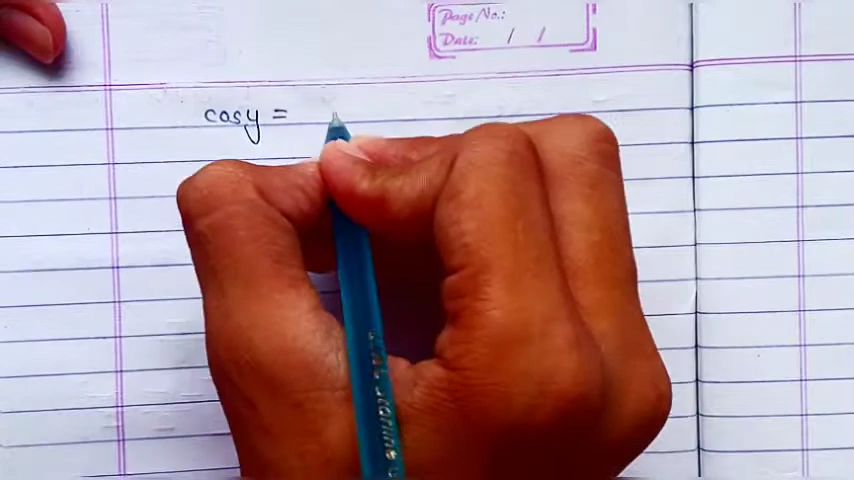 Page No.:
Date: / /
cosy =